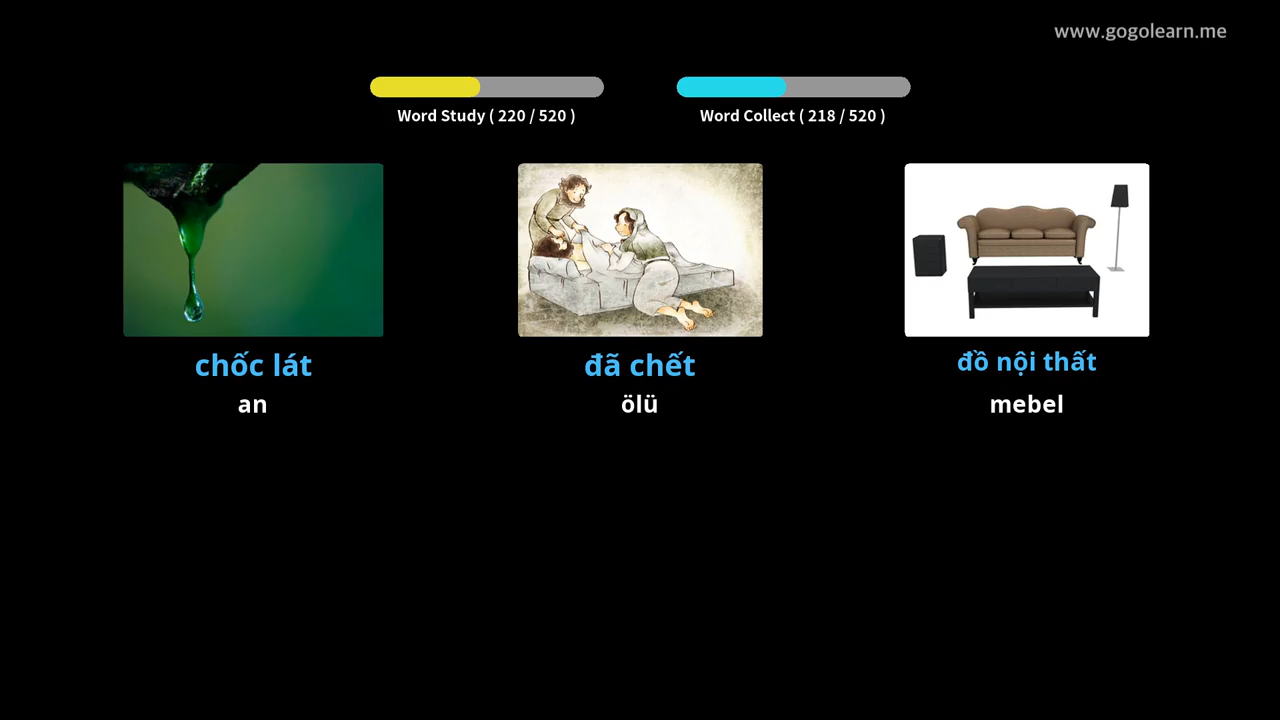 www.gogolearn.me
Word Study ( 220 / 520 )
Word Collect ( 218 / 520 )
chốc lát
đã chết
đồ nội thất
an
ölü
mebel